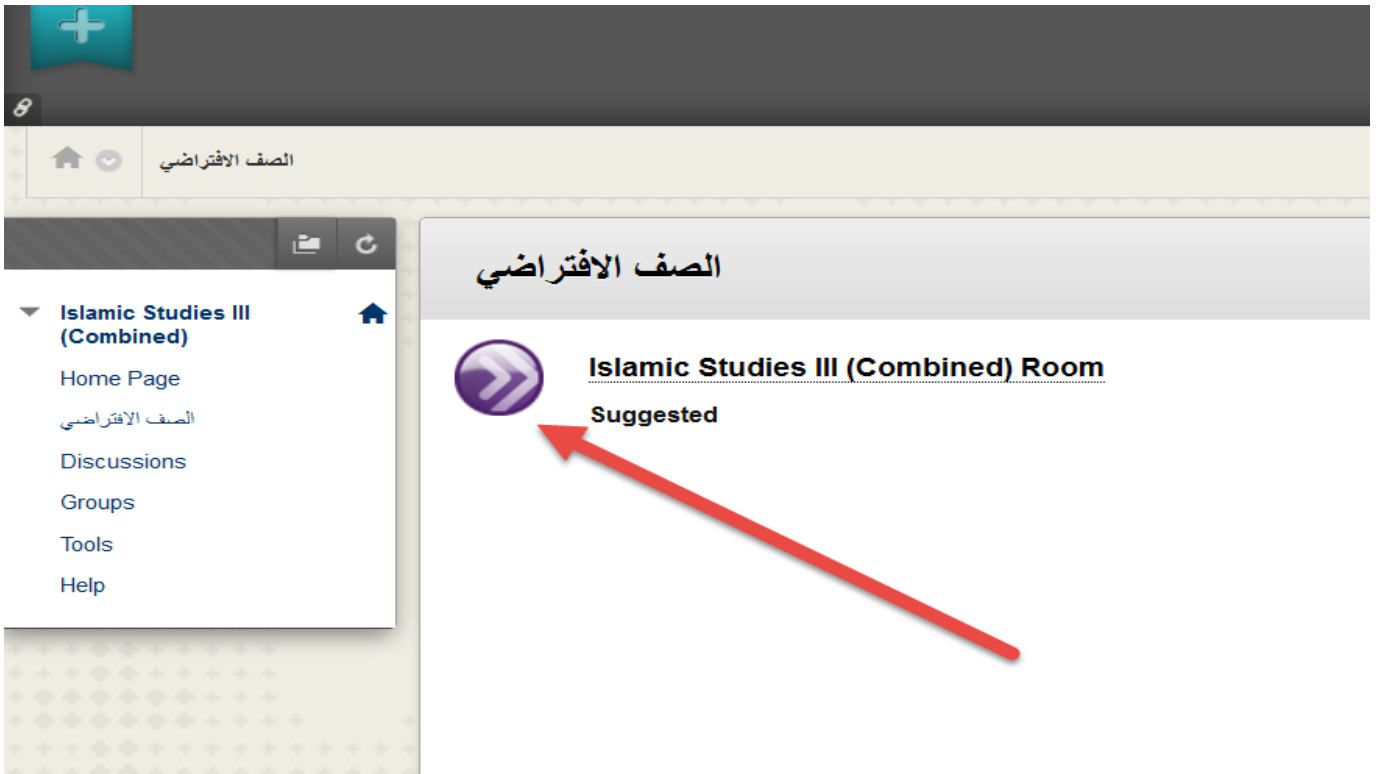 الصف الافتراضي
الصف الافتراضي
Islamic Studies III
(Combined)
Home Page
الصف الافتراضي
Discussions
Groups
Tools
Help
Islamic Studies III (Combined) Room
Suggested